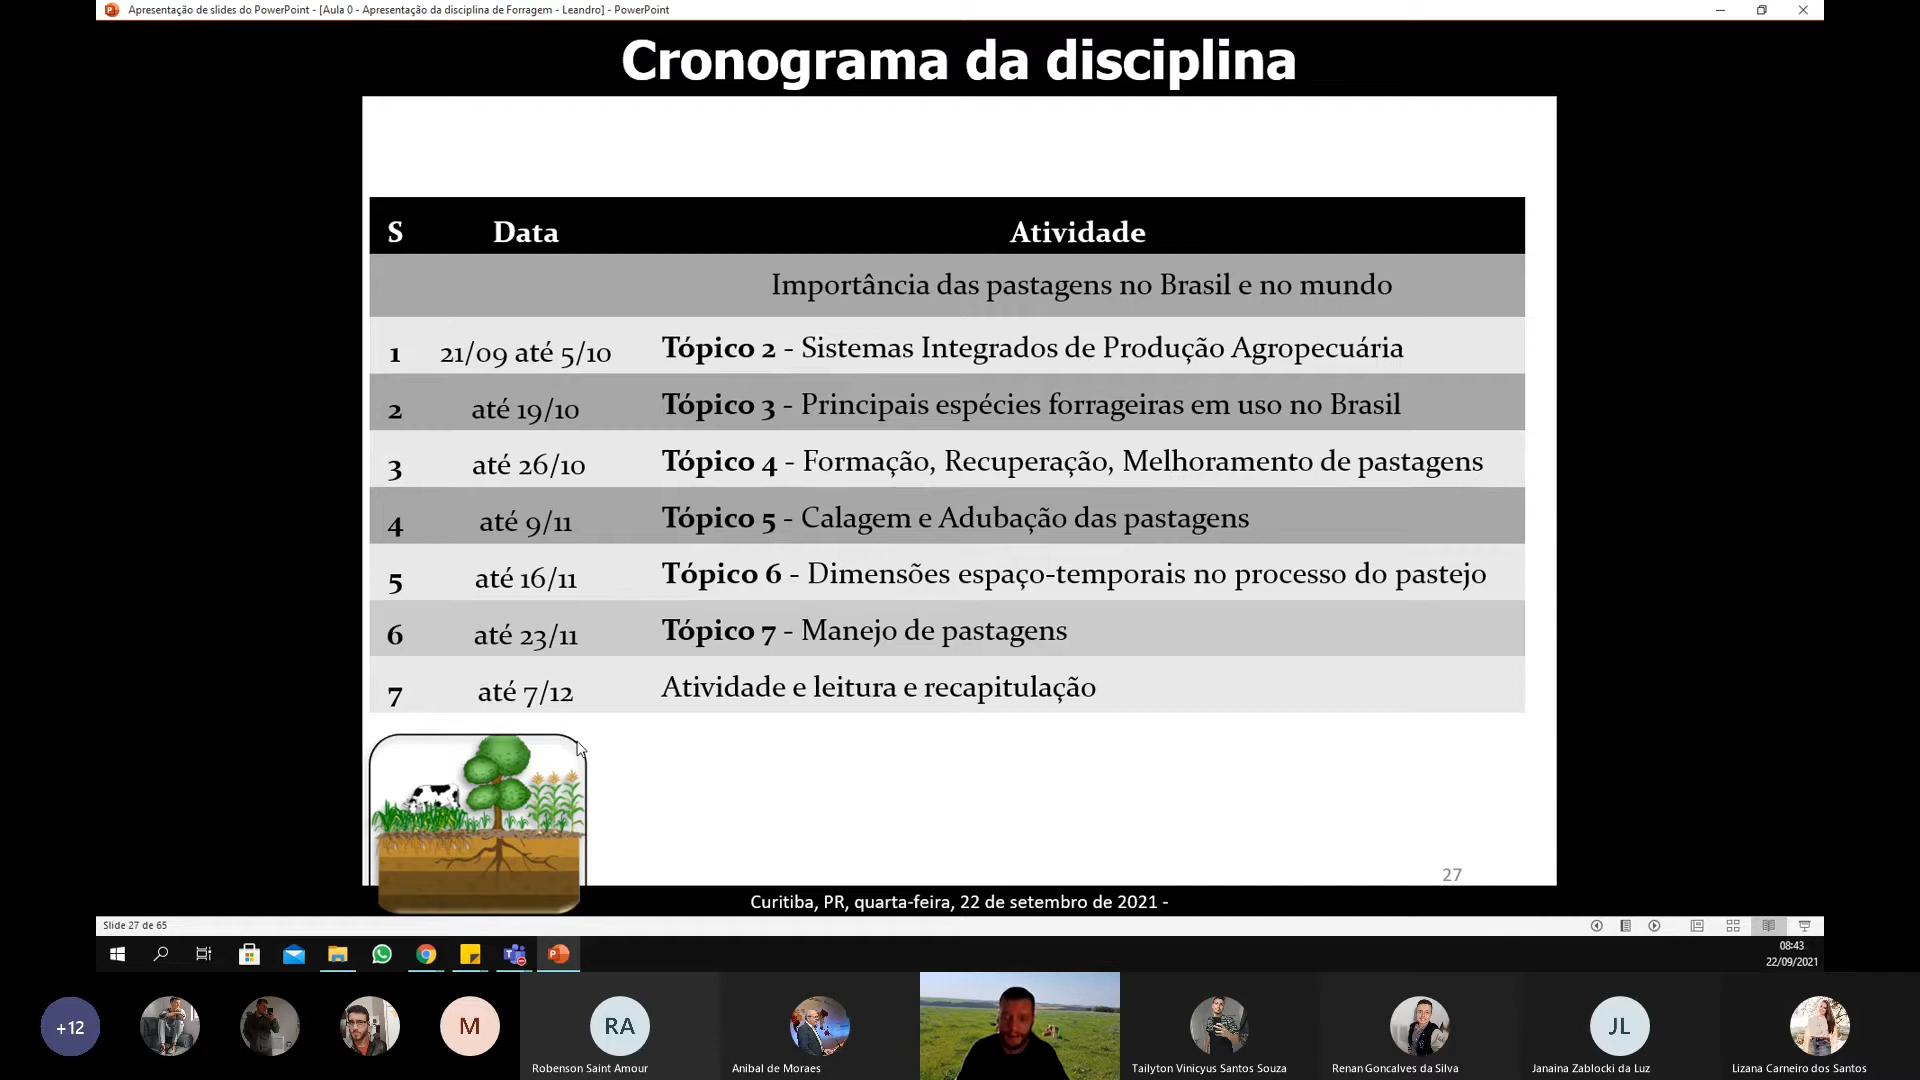 Apresentação de slides do PowerPoint - [Aula 0 - Apresentação da disciplina de Forragem - Leandro] - PowerPoint
Cronograma da disciplina
S Data Atividade
Importância das pastagens no Brasil e no mundo
1 21/09 até 5/10 Tópico 2 - Sistemas Integrados de Produção Agropecuária
2 até 19/10 Tópico 3 - Principais espécies forrageiras em uso no Brasil
3 até 26/10 Tópico 4 - Formação, Recuperação, Melhoramento de pastagens
4 até 9/11 Tópico 5 - Calagem e Adubação das pastagens
5 até 16/11 Tópico 6 - Dimensões espaço-temporais no processo do pastejo
6 até 23/11 Tópico 7 - Manejo de pastagens
7 até 7/12 Atividade e leitura e recapitulação
27
Curitiba, PR, quarta-feira, 22 de setembro de 2021 -
Slide 27 de 65
08:43
22/09/2021
+12
M
RA
JL
Robenson Saint Amour
Anibal de Moraes
Tailyton Vinicyus Santos Souza
Renan Goncalves da Silva
Janaina Zablocki da Luz
Lizana Carneiro dos Santos